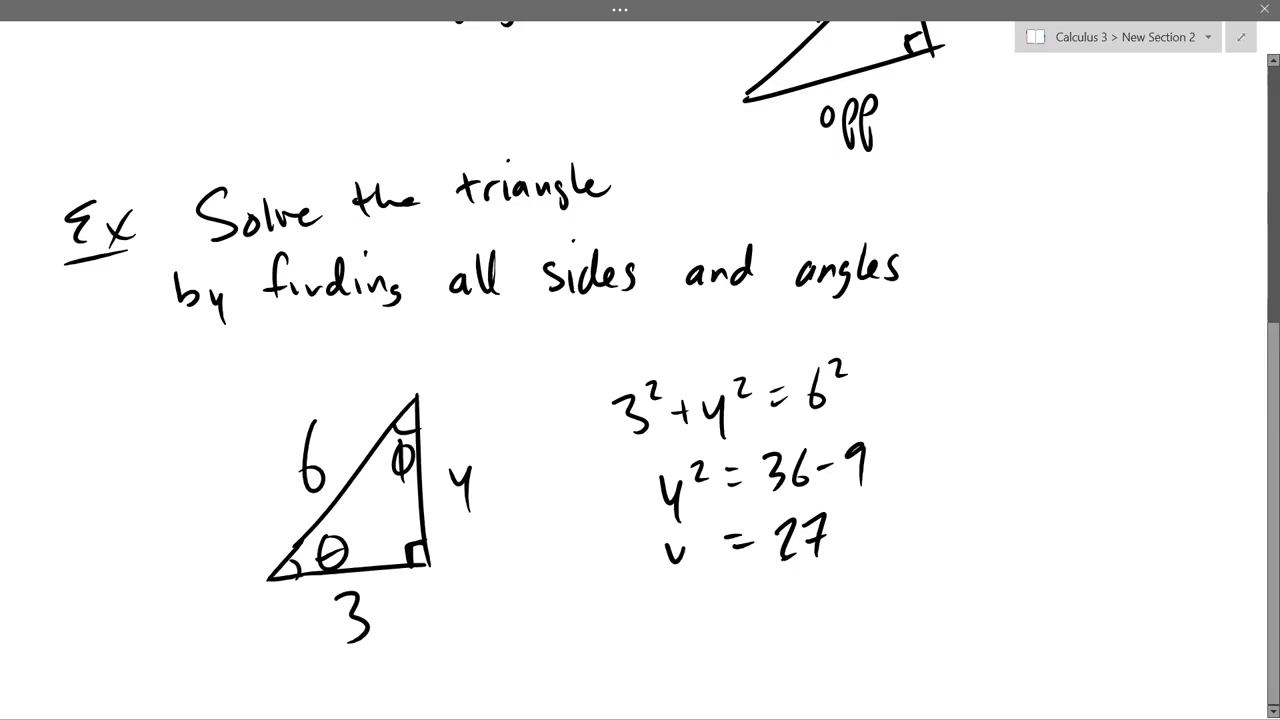 Calculus 3 > New Section 2
opp
Ex Solve the triangle
by finding all sides and angles
3² + y² = 6²
y² = 36 - 9
= 27
6
φ
y
θ
3